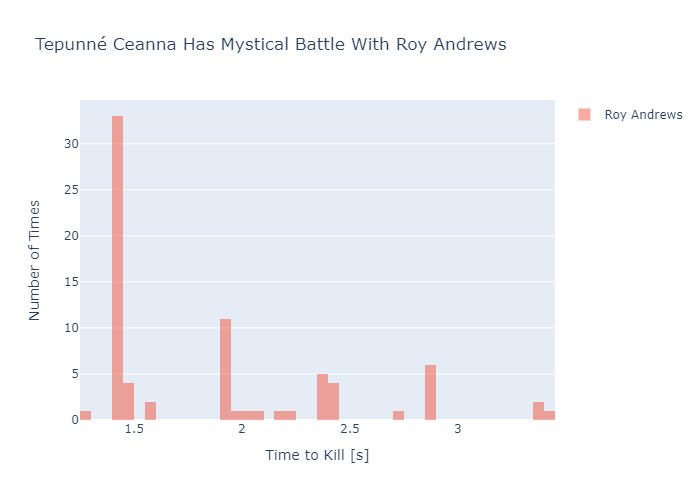 Tepunné Ceanna Has Mystical Battle With Roy Andrews
Roy Andrews
Number of Times
30
25
20
15
10
5
0
1.5
2
2.5
3
Time to Kill [s]